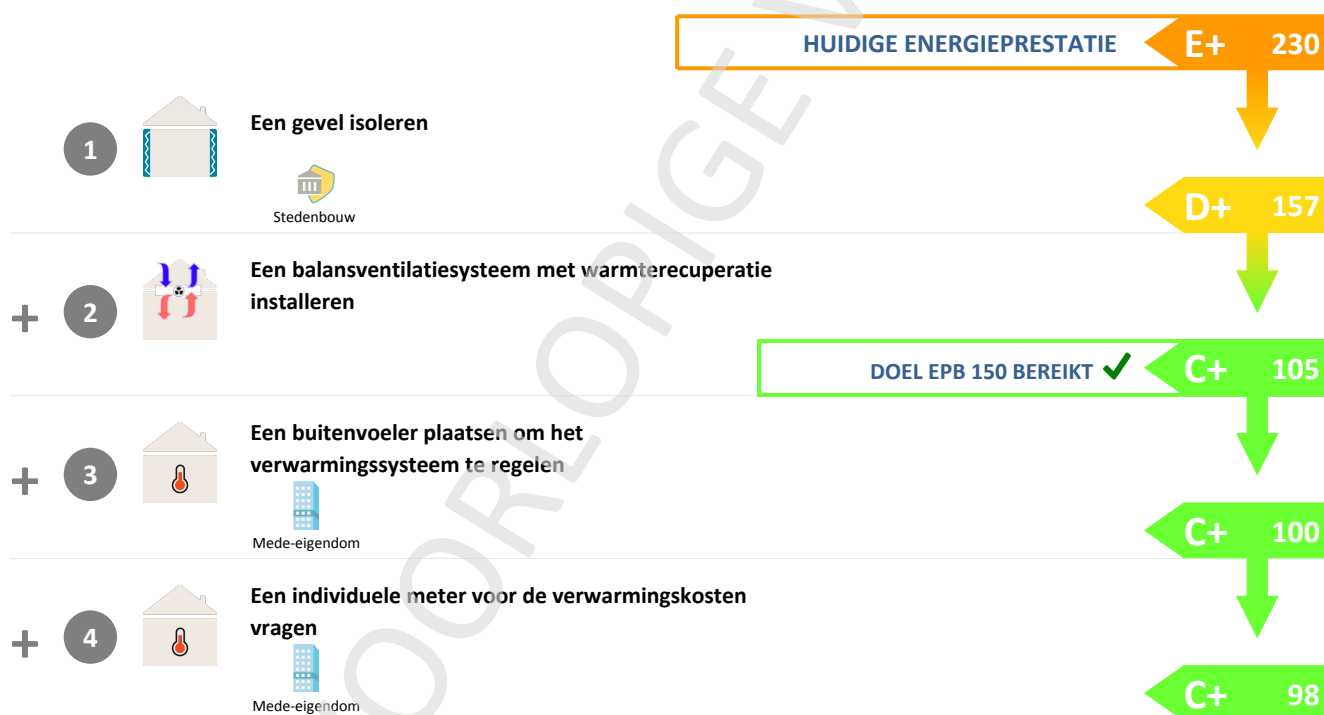 HUIDIGE ENERGIEPRESTATIE E+ 230
1 Een gevel isoleren
Stedenbouw
D+ 157
+ 2 Een balansventilatiesysteem met warmterecuperatie
installeren
DOEL EPB 150 BEREIKT ✓ C+ 105
+ 3 Een buitenvoeler plaatsen om het
verwarmingssysteem te regelen
Mede-eigendom
C+ 100
+ 4 Een individuele meter voor de verwarmingskosten
vragen
Mede-eigendom
C+ 98
VOORLOPIGE V